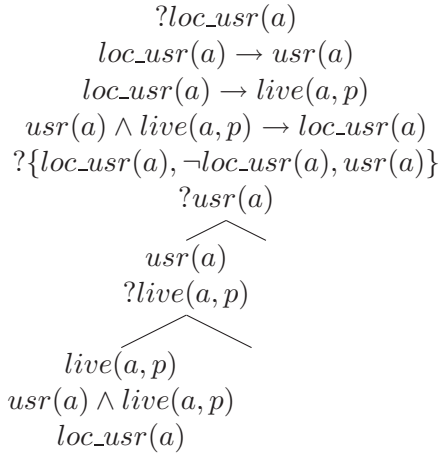 ?loc_usr(a)
loc_usr(a) → usr(a)
loc_usr(a) → live(a, p)
usr(a) ∧ live(a, p) → loc_usr(a)
?{loc_usr(a), ¬loc_usr(a), usr(a)}
?usr(a)
usr(a)
?live(a, p)
live(a, p)
usr(a) ∧ live(a, p)
loc_usr(a)